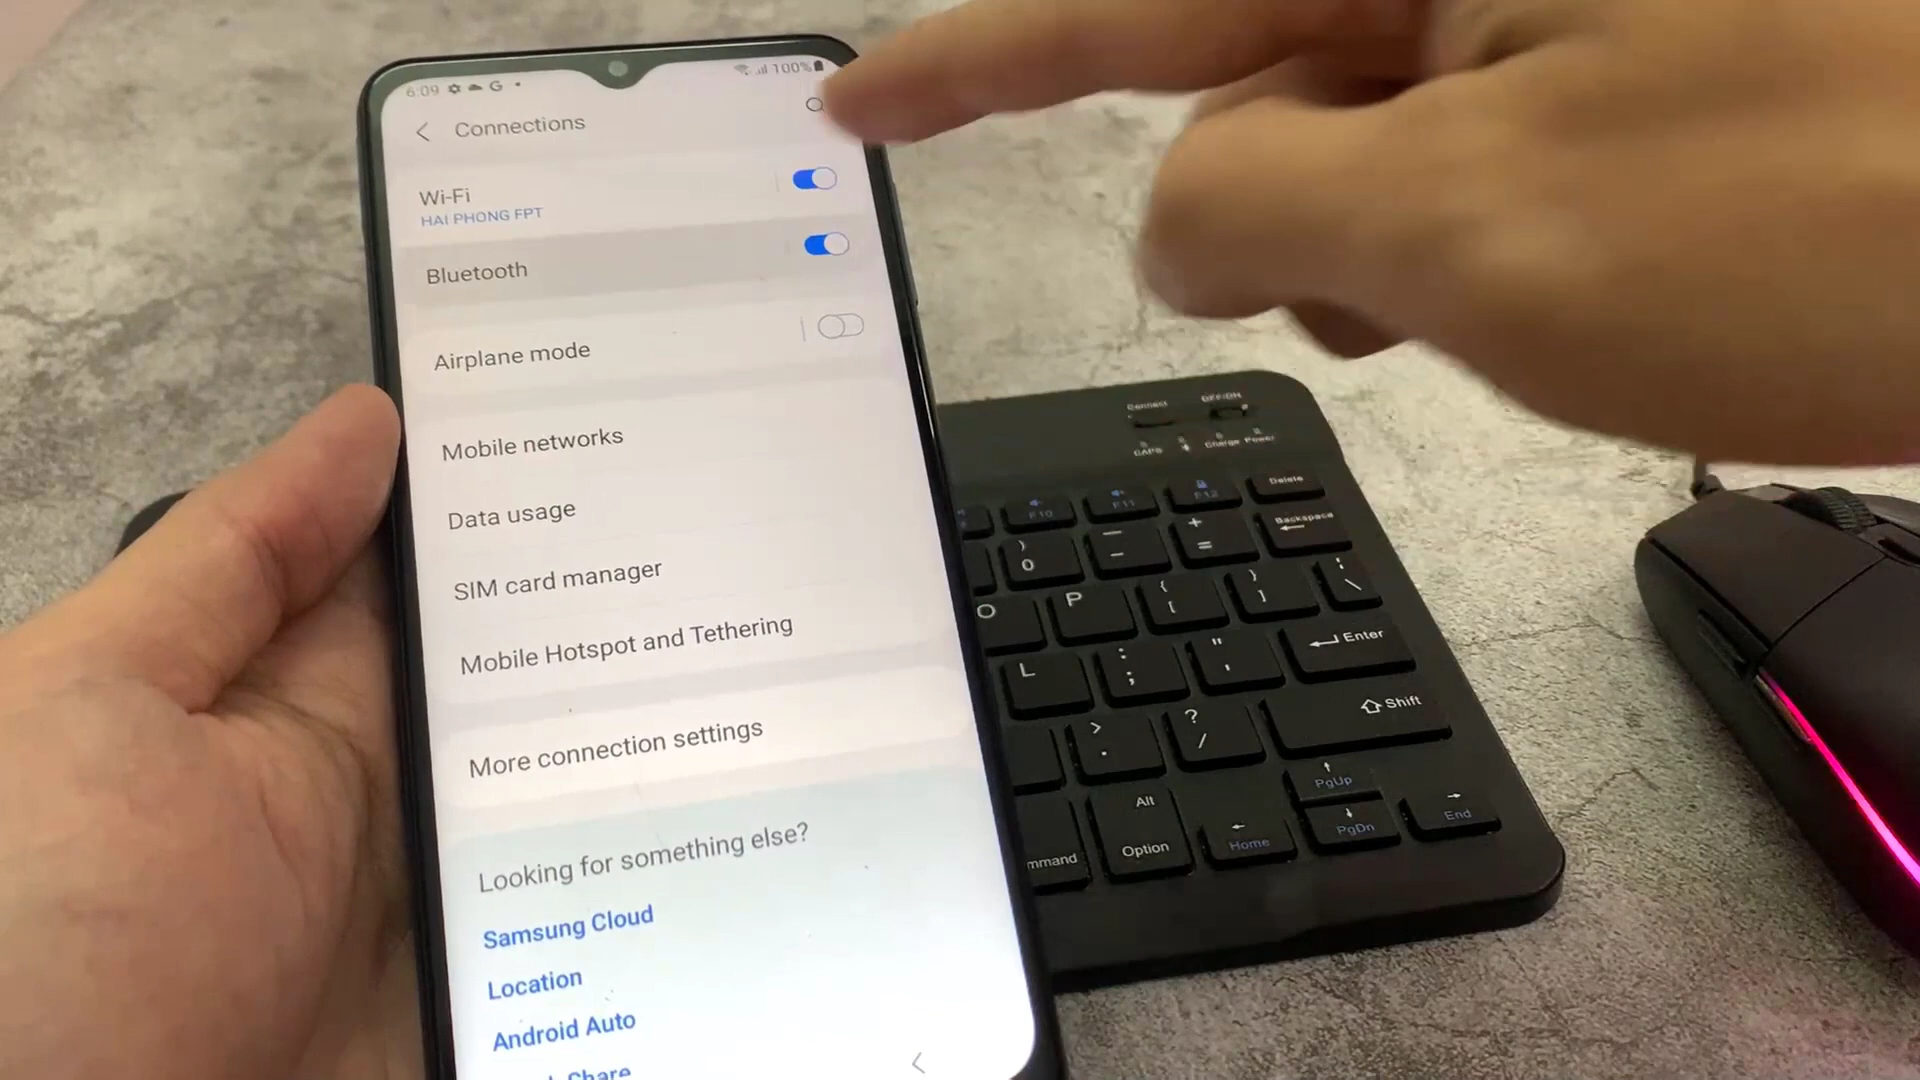 6:09 G 100%
Connections
Wi-Fi
HAI PHONG FPT
Bluetooth
Airplane mode
Mobile networks
Data usage
SIM card manager
Mobile Hotspot and Tethering
More connection settings
Looking for something else?
Samsung Cloud
Location
Android Auto
Share
Connect OFF/ON
CAPS Charge Power
F10 F11 F12 Delete
) 0 — - + = Backspace
O P { [ } ] \
L : ; " ' Enter
> . ? / Shift
Alt PgUp
mmand Option Home PgDn End